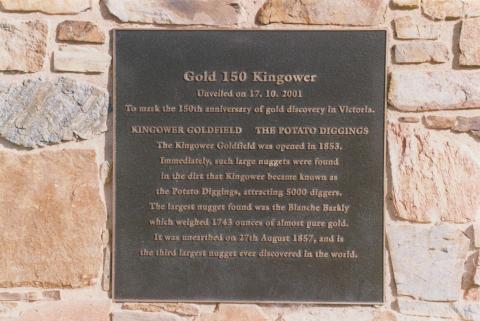 Gold 150 Kingower
Unveiled on 17. 10. 2001
To mark the 150th anniversary of gold discovery in Victoria.
KINGOWER GOLDFIELD THE POTATO DIGGINGS
The Kingower Goldfield was opened in 1853.
Immediately, such large nuggets were found
in the dirt that Kingower became known as
the Potato Diggings, attracting 5000 diggers.
The largest nugget found was the Blanche Barkly
which weighed 1743 ounces of almost pure gold.
It was unearthed on 27th August 1857, and is
the third largest nugget ever discovered in the world.